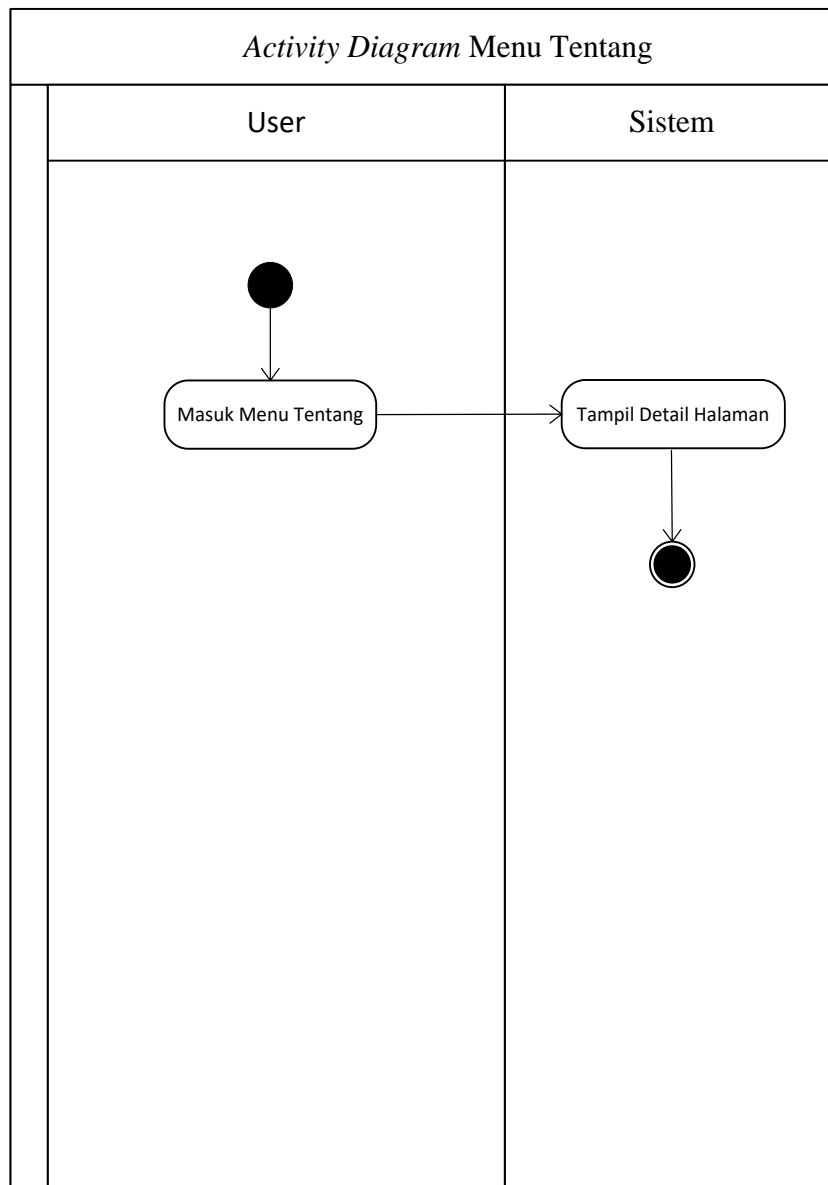 Activity Diagram Menu Tentang
User
Sistem
Masuk Menu Tentang
Tampil Detail Halaman